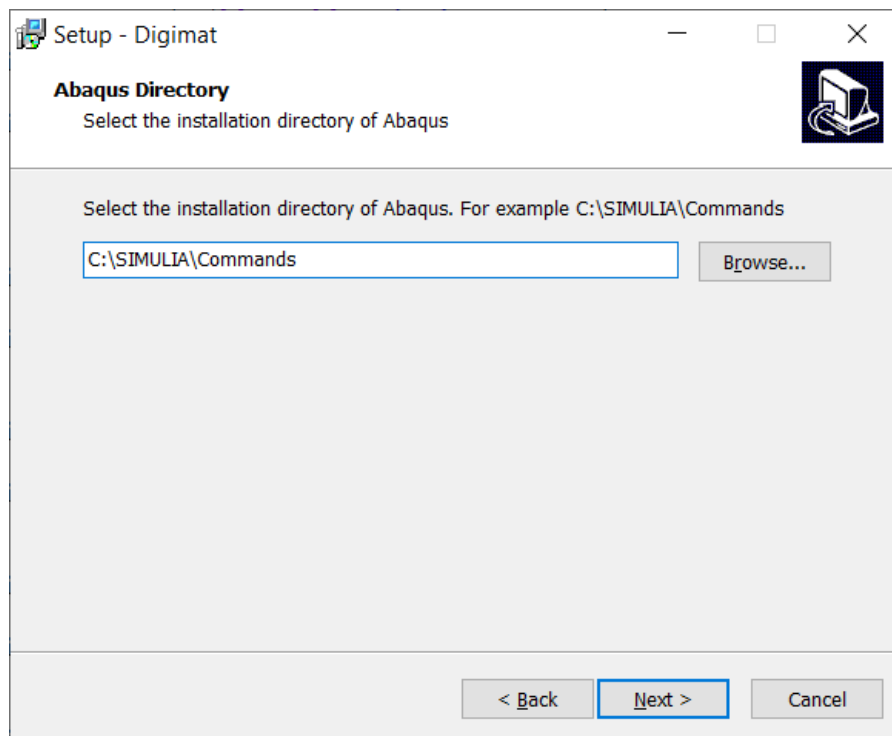 Setup - Digimat
Abaqus Directory
Select the installation directory of Abaqus
Select the installation directory of Abaqus. For example C:\SIMULIA\Commands
C:\SIMULIA\Commands
Browse...
< Back
Next >
Cancel